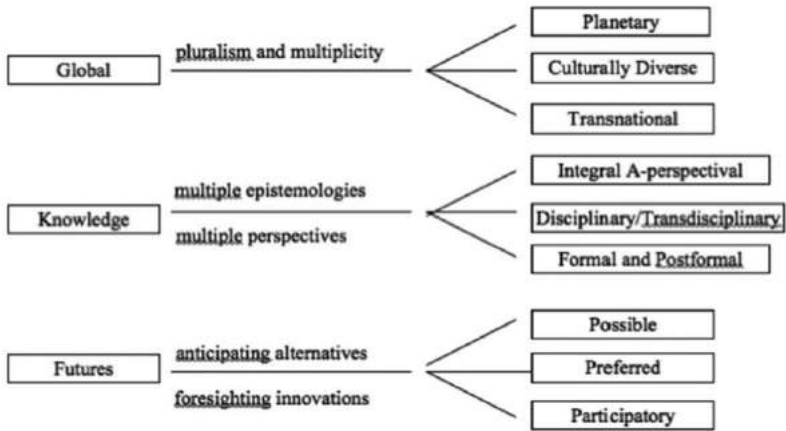 Global
pluralism and multiplicity
Planetary
Culturally Diverse
Transnational
Knowledge
multiple epistemologies
multiple perspectives
Integral A-perspectival
Disciplinary/Transdisciplinary
Formal and Postformal
Futures
anticipating alternatives
foresighting innovations
Possible
Preferred
Participatory